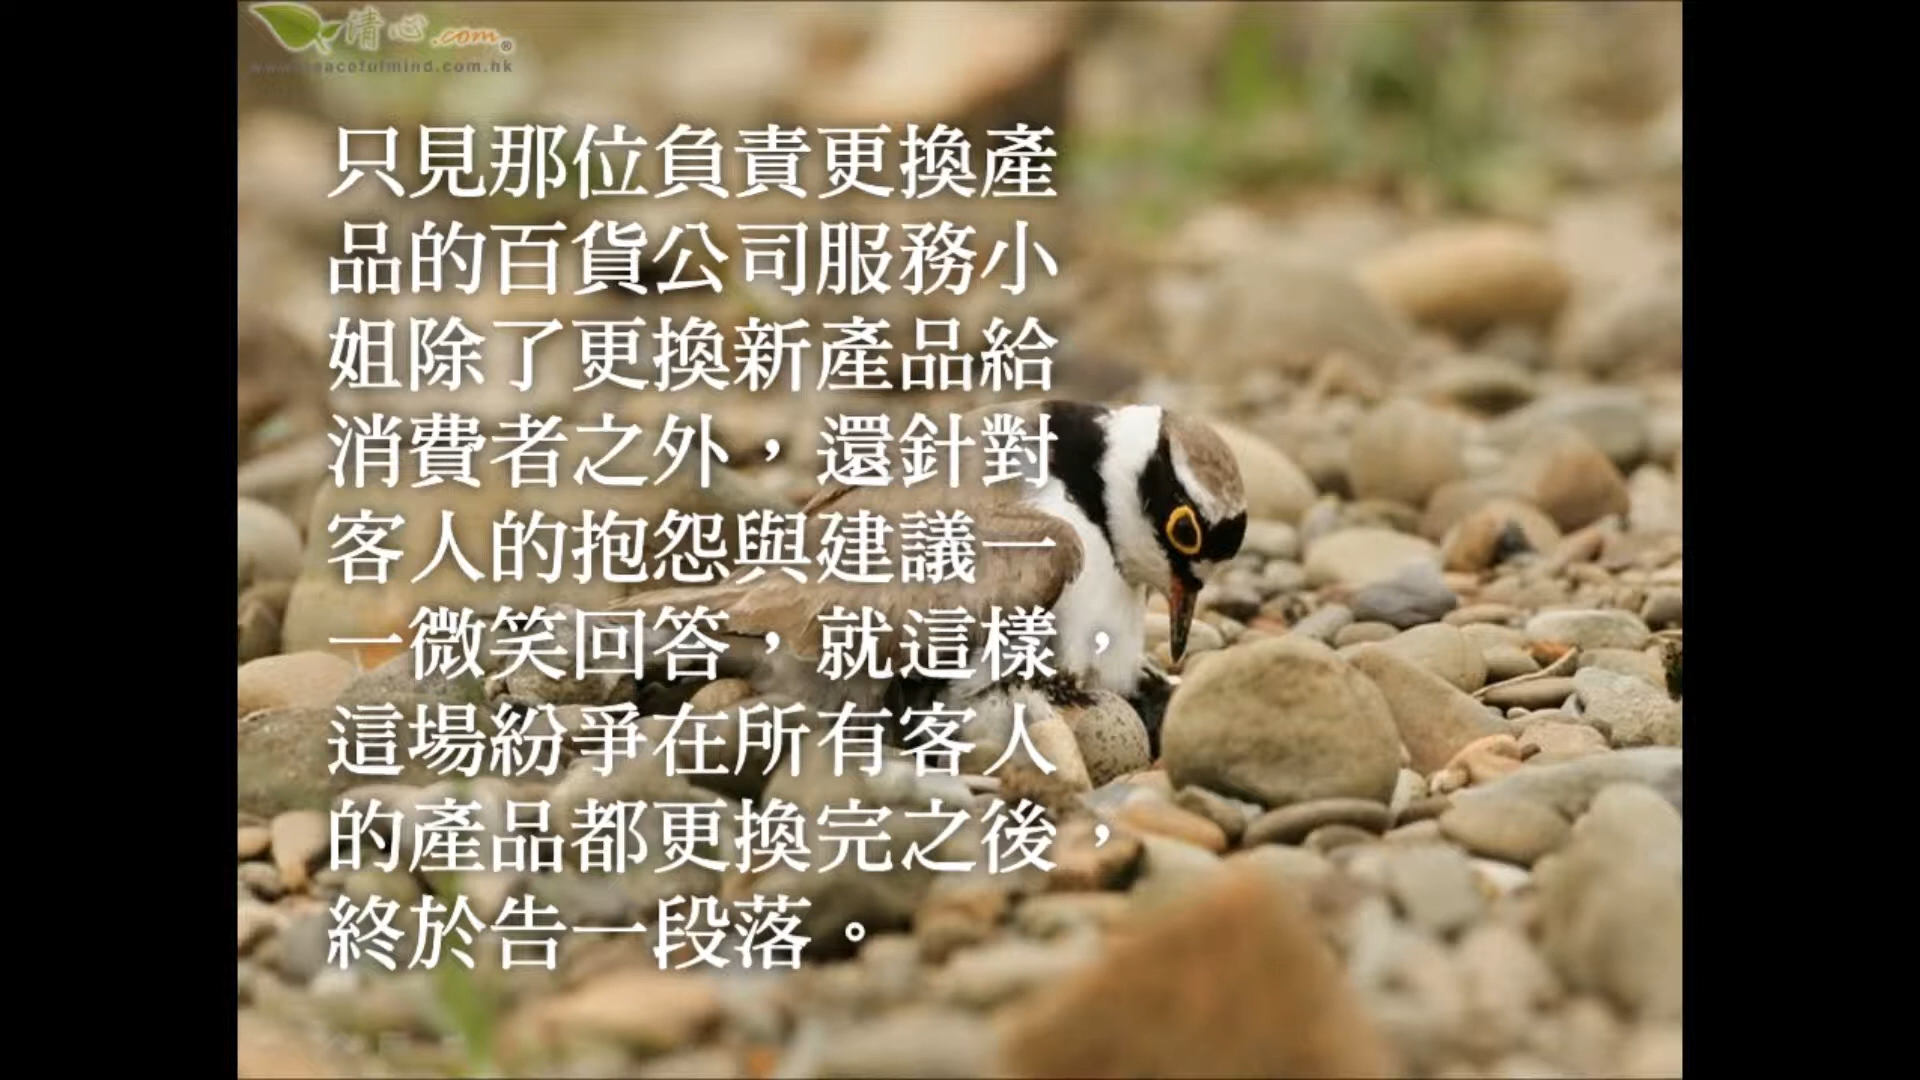 清心.com®
www.peacefulmind.com.hk
只見那位負責更換產
品的百貨公司服務小
姐除了更換新產品給
消費者之外，還針對
客人的抱怨與建議一
一微笑回答，就這樣，
這場紛爭在所有客人
的產品都更換完之後，
終於告一段落。